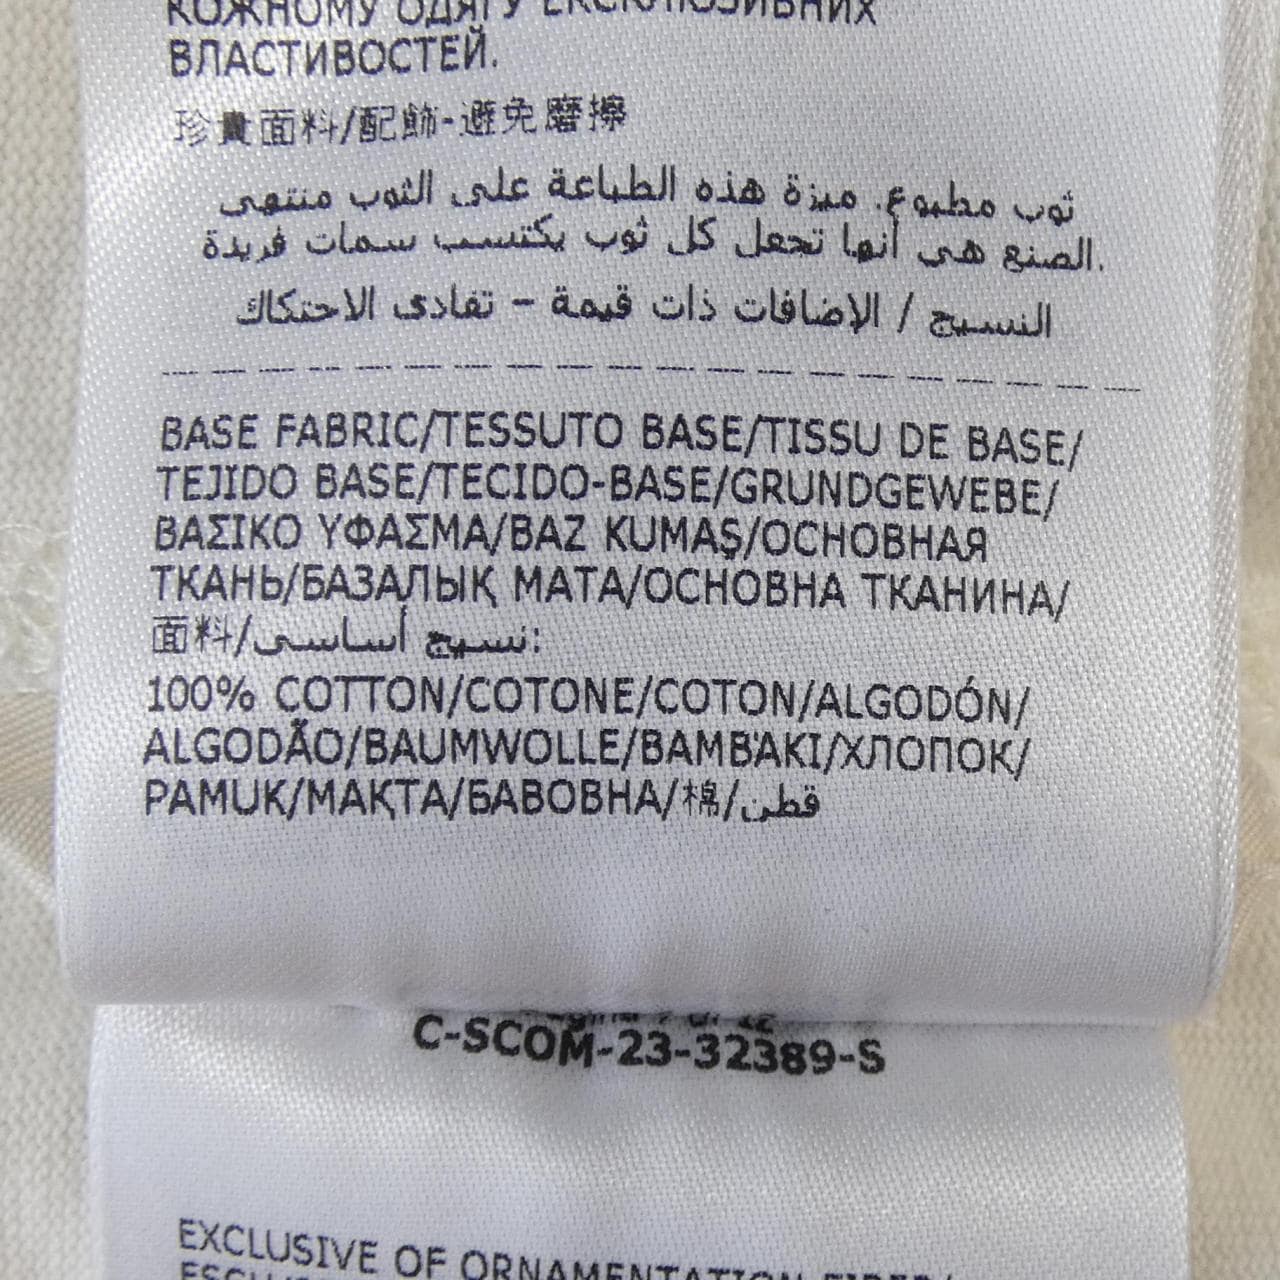 КОЖНОМУ ОДЯГУ ЕКСКЛЮЗИВНИХ
ВЛАСТИВОСТЕЙ.
珍貴面料/配飾-避免磨擦
ثوب مطبوع. ميزة هذه الطباعة على الثوب منتهى
الصنع هي أنها تجعل كل ثوب يكتسب سمات فريدة.
النسيج / الإضافات ذات قيمة – تفادى الاحتكاك
BASE FABRIC/TESSUTO BASE/TISSU DE BASE/
TEJIDO BASE/TECIDO-BASE/GRUNDGEWEBE/
ΒΑΣΙΚΟ ΥΦΑΣΜΑ/BAZ KUMAŞ/ОСНОВНАЯ
ТКАНЬ/БАЗАЛЫҚ МАТА/ОСНОВНА ТКАНИНА/
面料/نسيج أساسى:
100% COTTON/COTONE/COTON/ALGODÓN/
ALGODÃO/BAUMWOLLE/ΒΑΜΒΆΚΙ/ХЛОПОК/
PAMUK/МАҚТА/БАВОВНА/棉/قطن
C-SCOM-23-32389-S
EXCLUSIVE OF ORNAMENTATION FIBER/